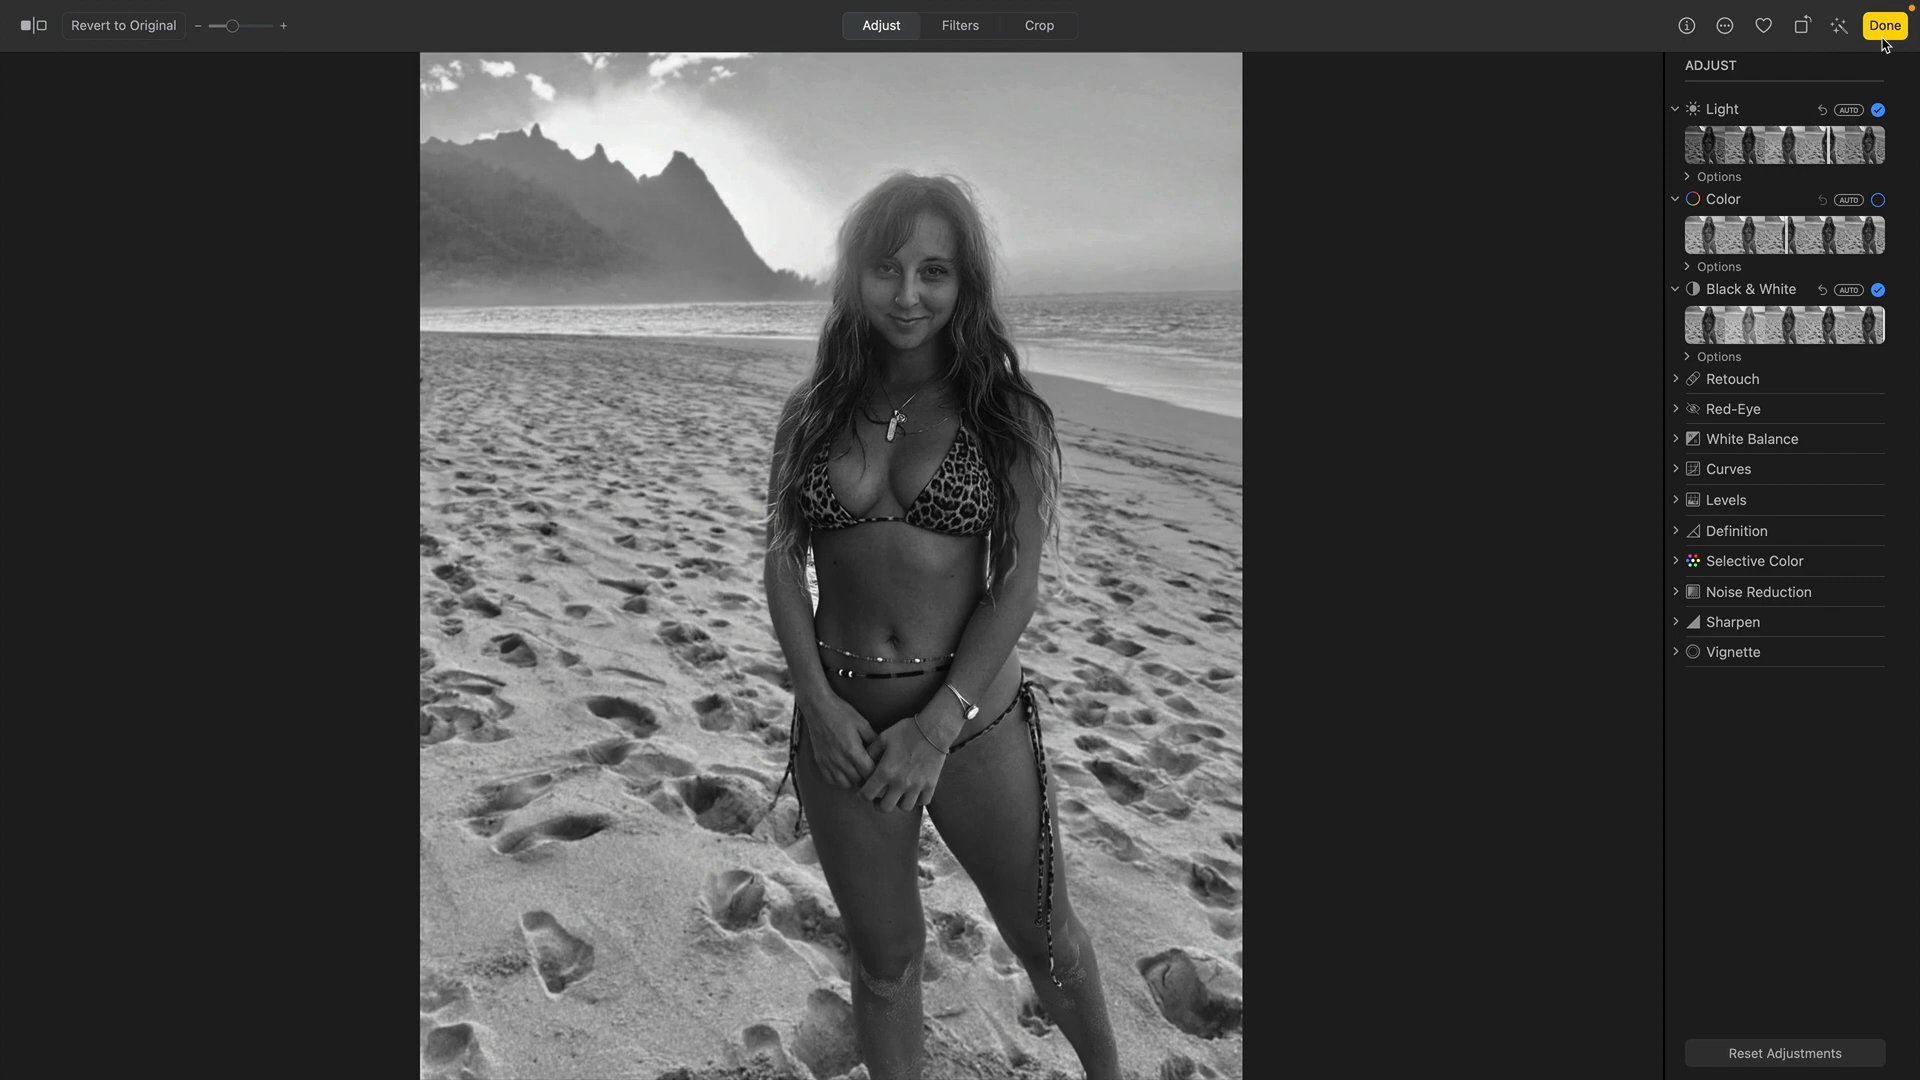 Revert to Original
Adjust
Filters
Crop
Done
ADJUST
Light
AUTO
Options
Color
AUTO
Options
Black & White
AUTO
Options
Retouch
Red-Eye
White Balance
Curves
Levels
Definition
Selective Color
Noise Reduction
Sharpen
Vignette
Reset Adjustments